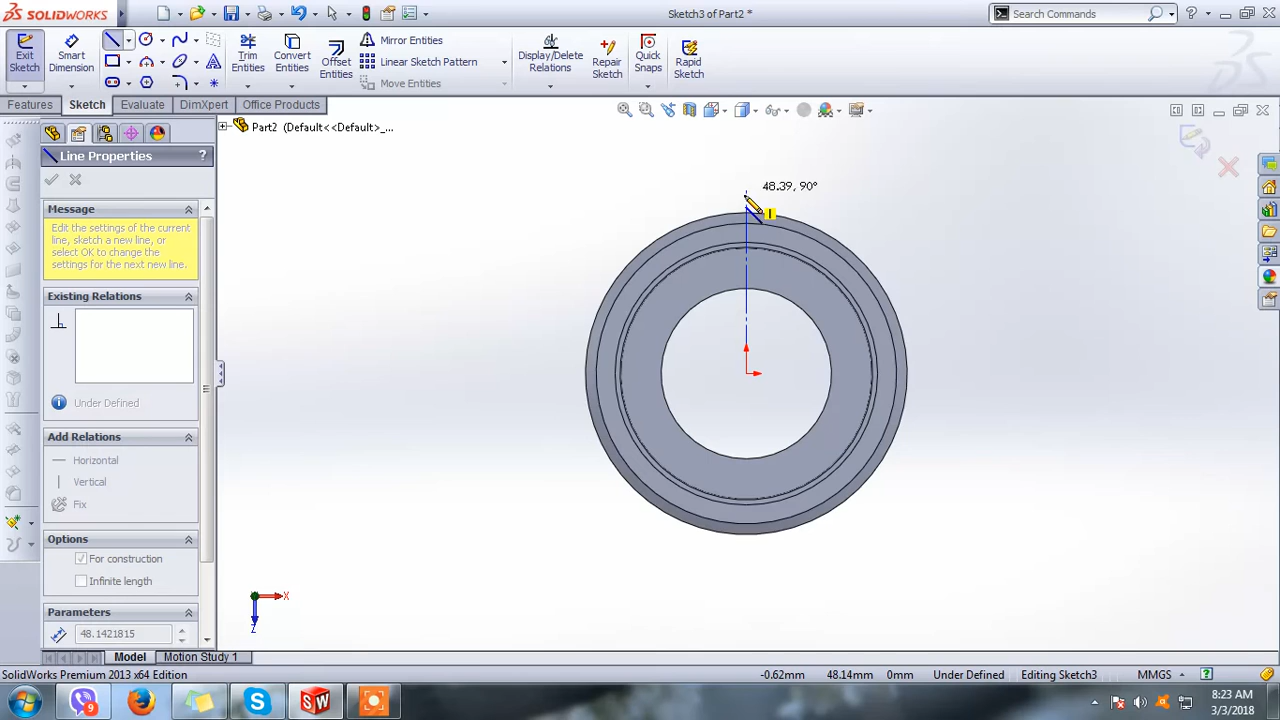 SOLIDWORKS
Sketch3 of Part2 *
Search Commands
Exit Sketch
Smart Dimension
Trim Entities
Convert Entities
Offset Entities
Mirror Entities
Linear Sketch Pattern
Move Entities
Display/Delete Relations
Repair Sketch
Quick Snaps
Rapid Sketch
Features
Sketch
Evaluate
DimXpert
Office Products
Part2 (Default<<Default>_...
Line Properties
?
Message
Edit the settings of the current
line, sketch a new line, or
select OK to change the
settings for the next new line.
Existing Relations
Under Defined
Add Relations
Horizontal
Vertical
Fix
Options
For construction
Infinite length
Parameters
48.1421815
48.39, 90°
X
Z
Model
Motion Study 1
SolidWorks Premium 2013 x64 Edition
-0.62mm
48.14mm
0mm
Under Defined
Editing Sketch3
MMGS
9
8:23 AM
3/3/2018